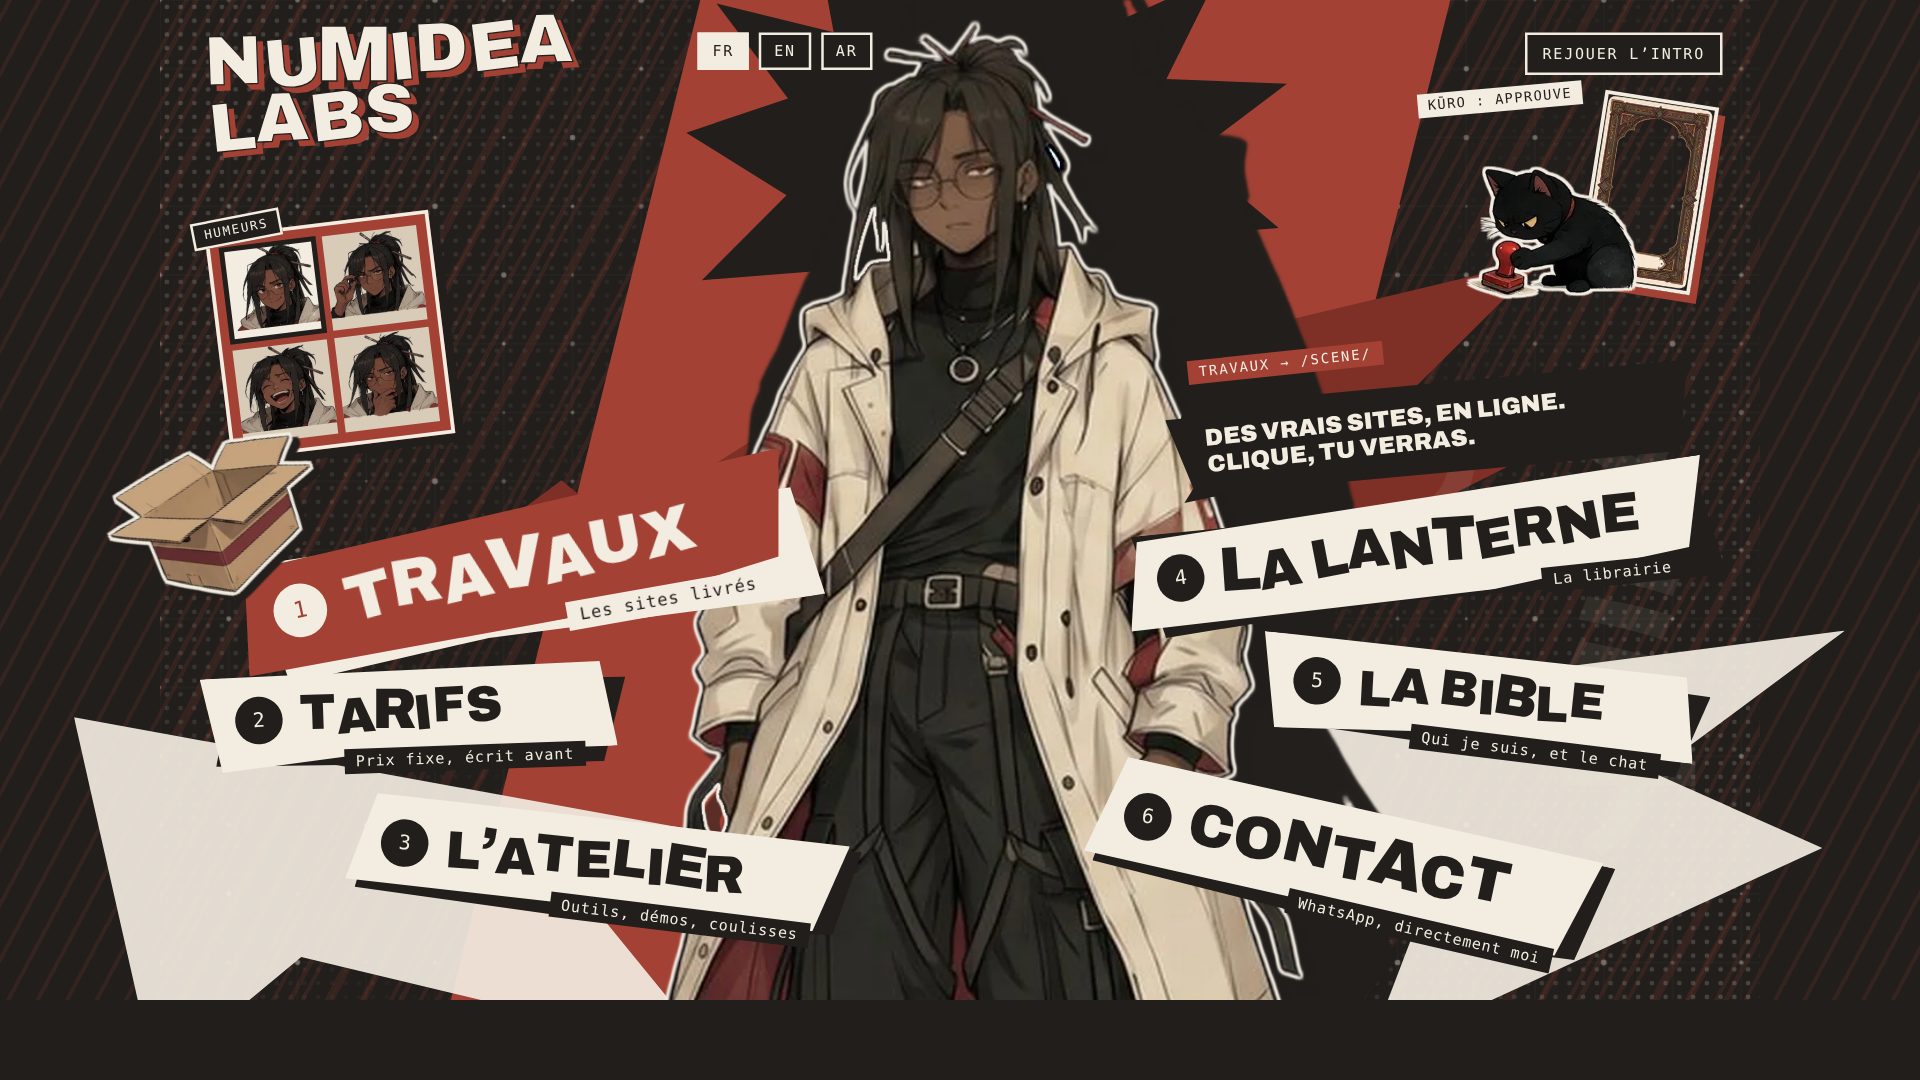 NUMIDEA
LABS
FR
EN
AR
REJOUER L’INTRO
KŪRO : APPROUVE
HUMEURS
TRAVAUX → /SCENE/
DES VRAIS SITES, EN LIGNE.
CLIQUE, TU VERRAS.
1 TRAVAUX
Les sites livrés
2 TARIFS
Prix fixe, écrit avant
3 L’ATELIER
Outils, démos, coulisses
4 LA LANTERNE
La librairie
5 LA BIBLE
Qui je suis, et le chat
6 CONTACT
WhatsApp, directement moi